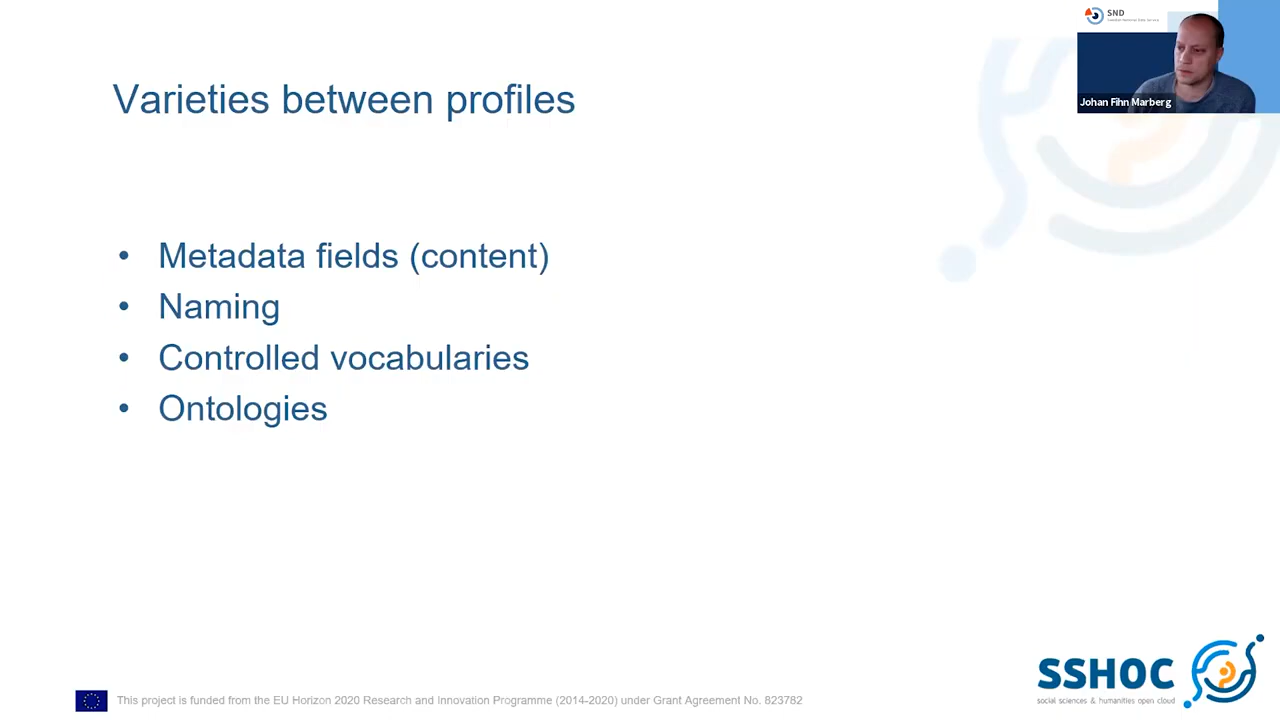 SND
Johan Fihn Marberg
Varieties between profiles
• Metadata fields (content)
• Naming
• Controlled vocabularies
• Ontologies
This project is funded from the EU Horizon 2020 Research and Innovation Programme (2014-2020) under Grant Agreement No. 823782
SSHOC
social sciences & humanities open cloud